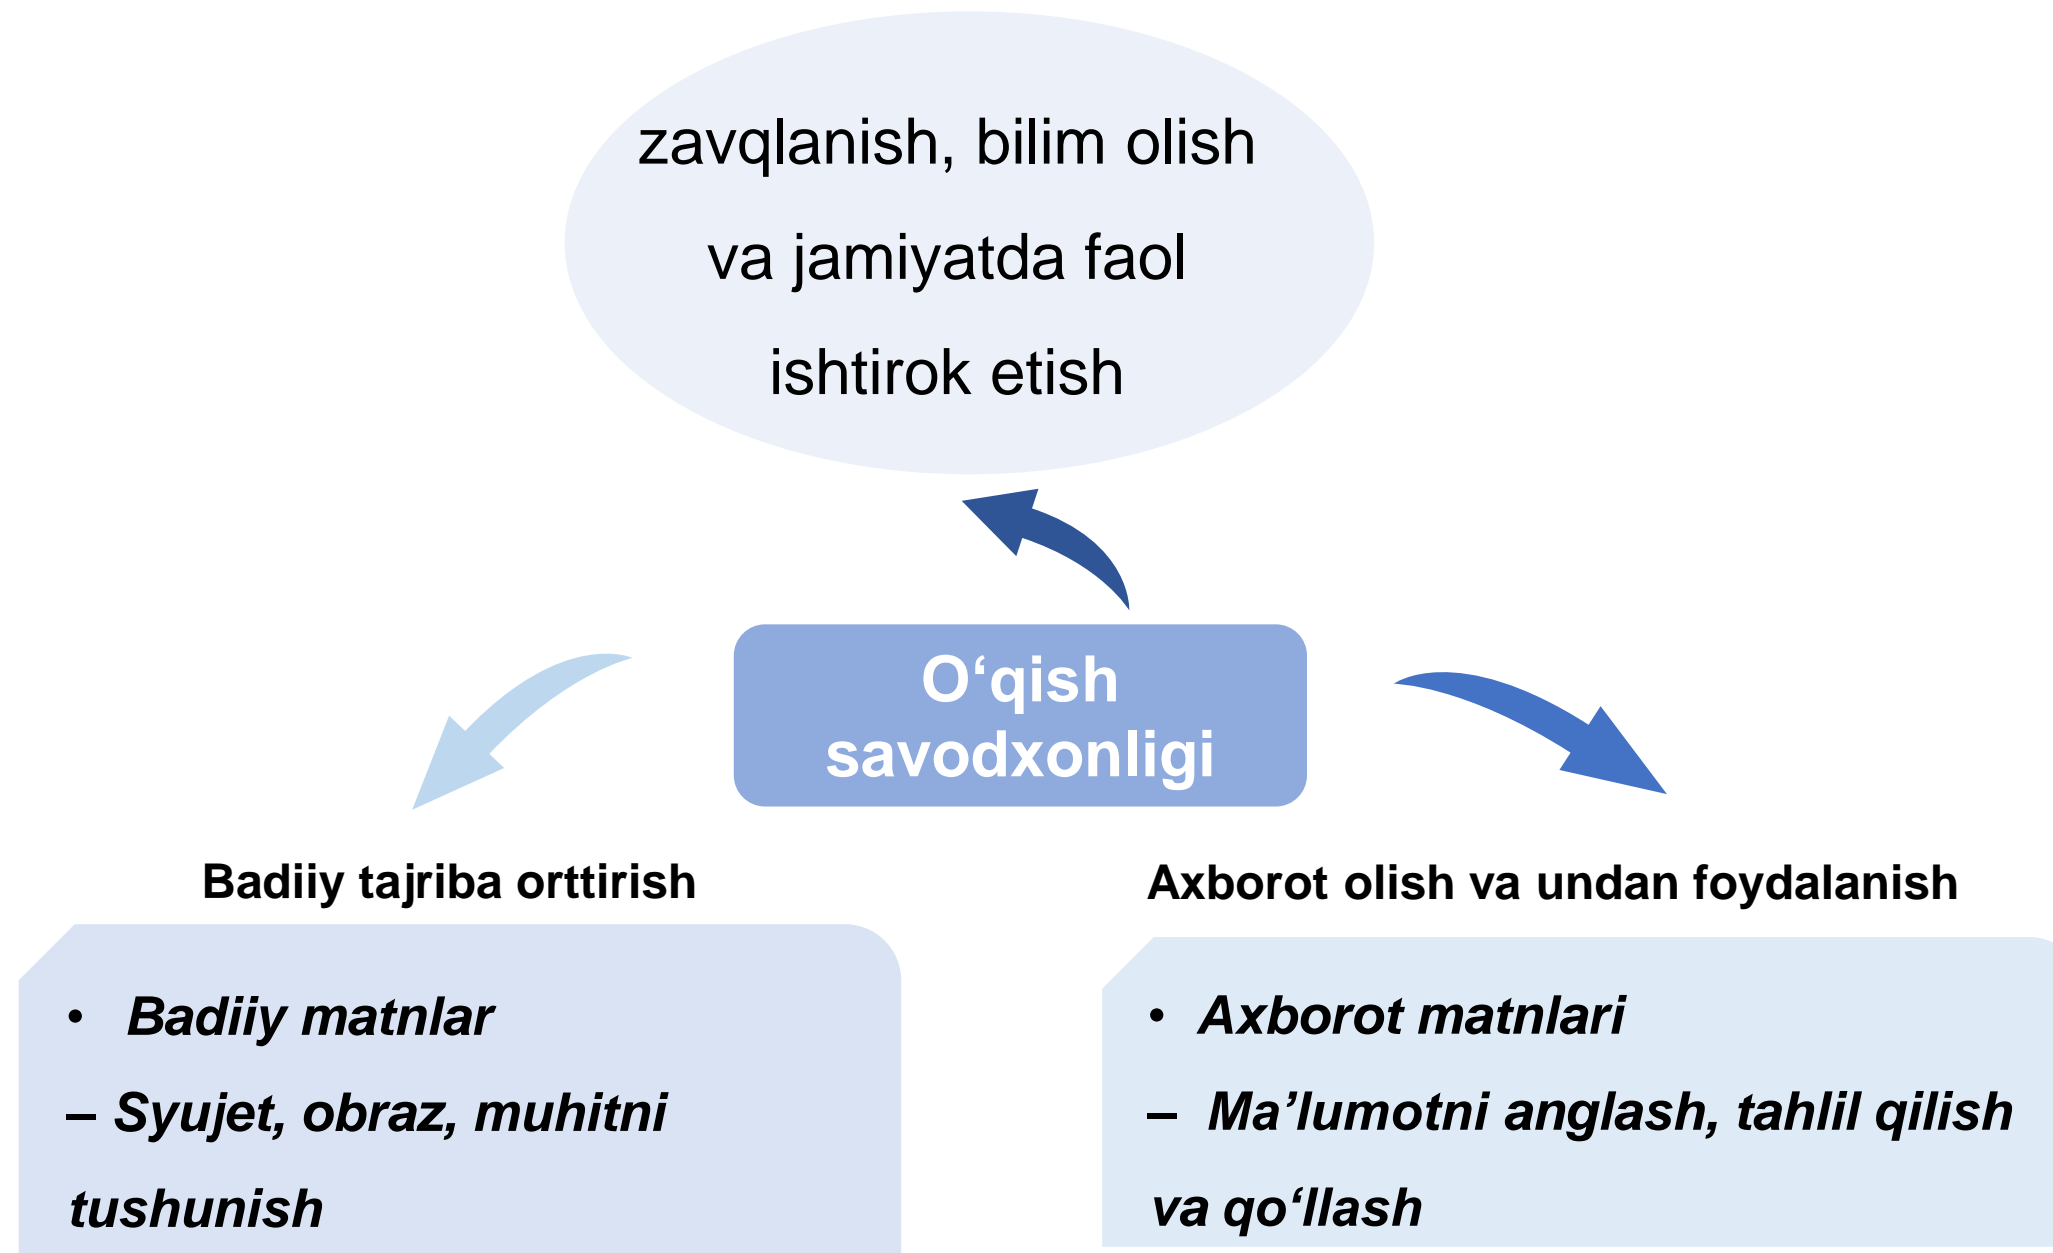 zavqlanish, bilim olish
va jamiyatda faol
ishtirok etish
O‘qish
savodxonligi
Badiiy tajriba orttirish
• Badiiy matnlar
– Syujet, obraz, muhitni
tushunish
Axborot olish va undan foydalanish
• Axborot matnlari
– Ma’lumotni anglash, tahlil qilish
va qo‘llash